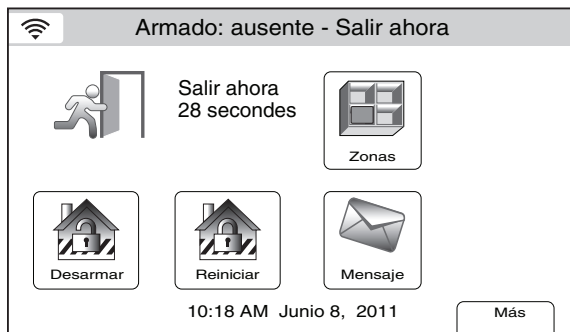 Armado: ausente - Salir ahora
Salir ahora
28 secondes
Zonas
Desarmar
Reiniciar
Mensaje
10:18 AM Junio 8, 2011
Más